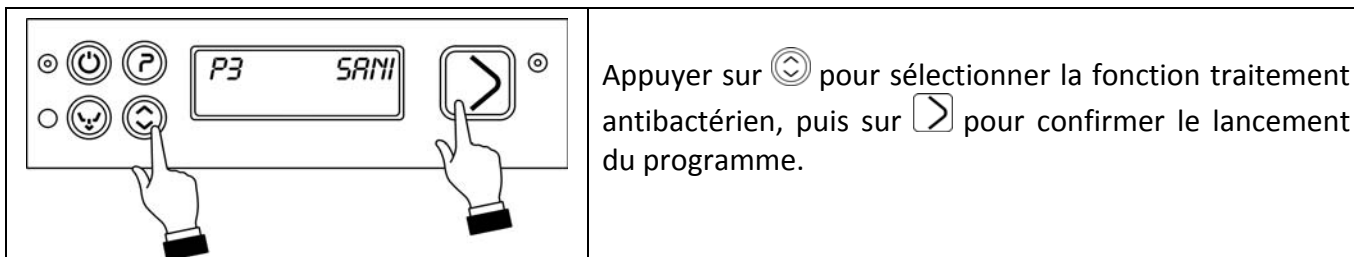 P3 SANI
Appuyer sur pour sélectionner la fonction traitement
antibactérien, puis sur pour confirmer le lancement
du programme.